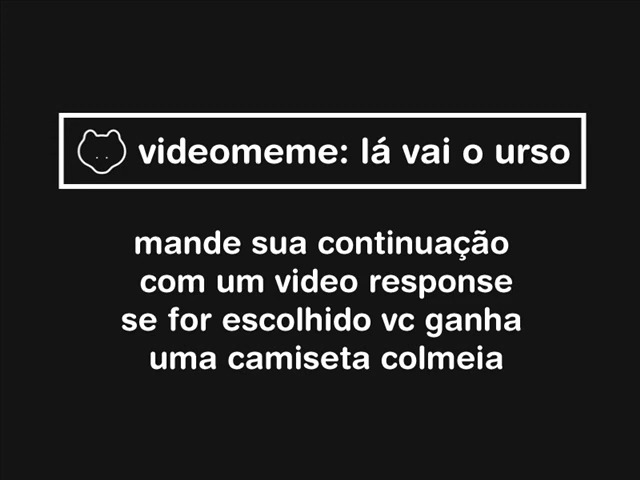 videomeme: lá vai o urso
mande sua continuação
com um video response
se for escolhido vc ganha
uma camiseta colmeia